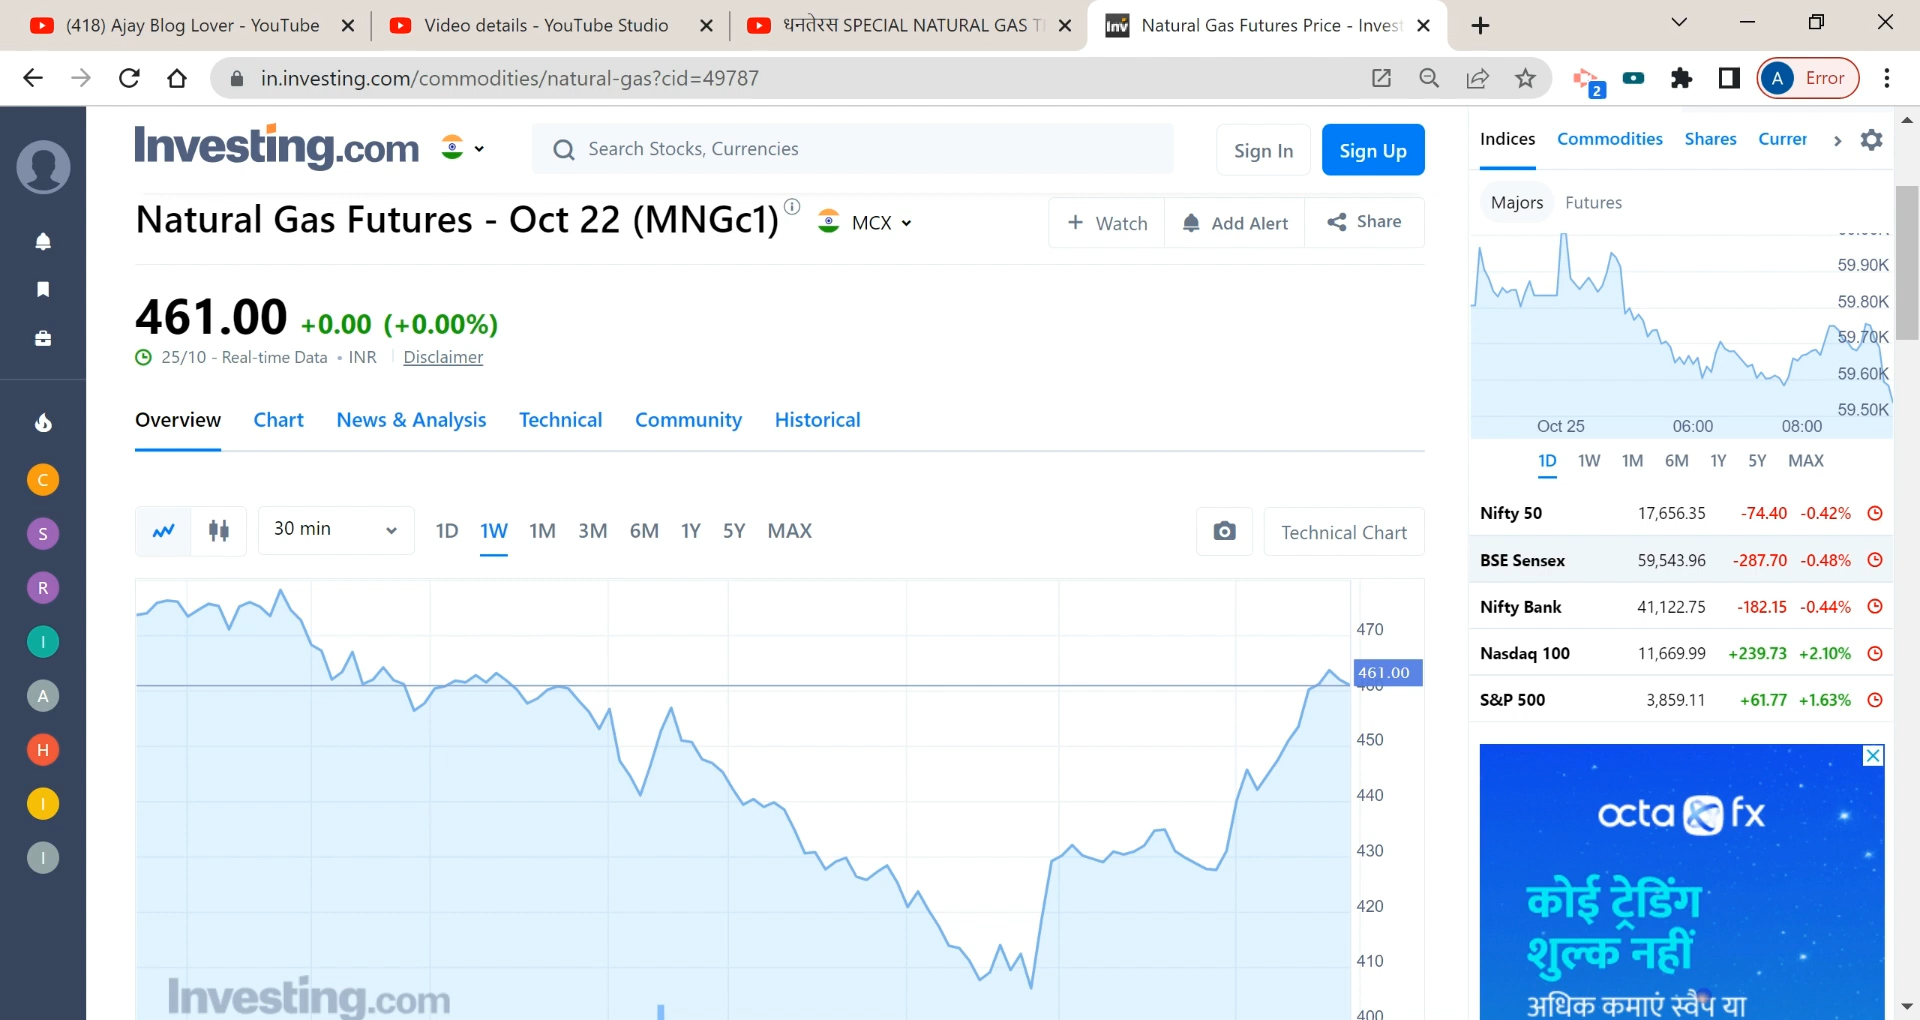 (418) Ajay Blog Lover - YouTube
Video details - YouTube Studio
धनतेरस SPECIAL NATURAL GAS
Natural Gas Futures Price - Invest
in.investing.com/commodities/natural-gas?cid=49787
2
A Error
Investing.com
Search Stocks, Currencies
Sign In
Sign Up
Natural Gas Futures - Oct 22 (MNGc1)
MCX
+ Watch
Add Alert
Share
461.00 +0.00 (+0.00%)
25/10 - Real-time Data • INR
Disclaimer
Overview Chart News & Analysis Technical Community Historical
30 min
1D 1W 1M 3M 6M 1Y 5Y MAX
Technical Chart
470
461.00
450
440
430
420
410
400
Investing.com
C
S
R
I
A
H
I
I
Indices Commodities Shares Currer
Majors Futures
59.90K
59.80K
59.70K
59.60K
59.50K
Oct 25 06:00 08:00
1D 1W 1M 6M 1Y 5Y MAX
Nifty 50 17,656.35 -74.40 -0.42%
BSE Sensex 59,543.96 -287.70 -0.48%
Nifty Bank 41,122.75 -182.15 -0.44%
Nasdaq 100 11,669.99 +239.73 +2.10%
S&P 500 3,859.11 +61.77 +1.63%
octa fx
कोई ट्रेडिंग
शुल्क नहीं
अधिक कमाएं स्वैप या